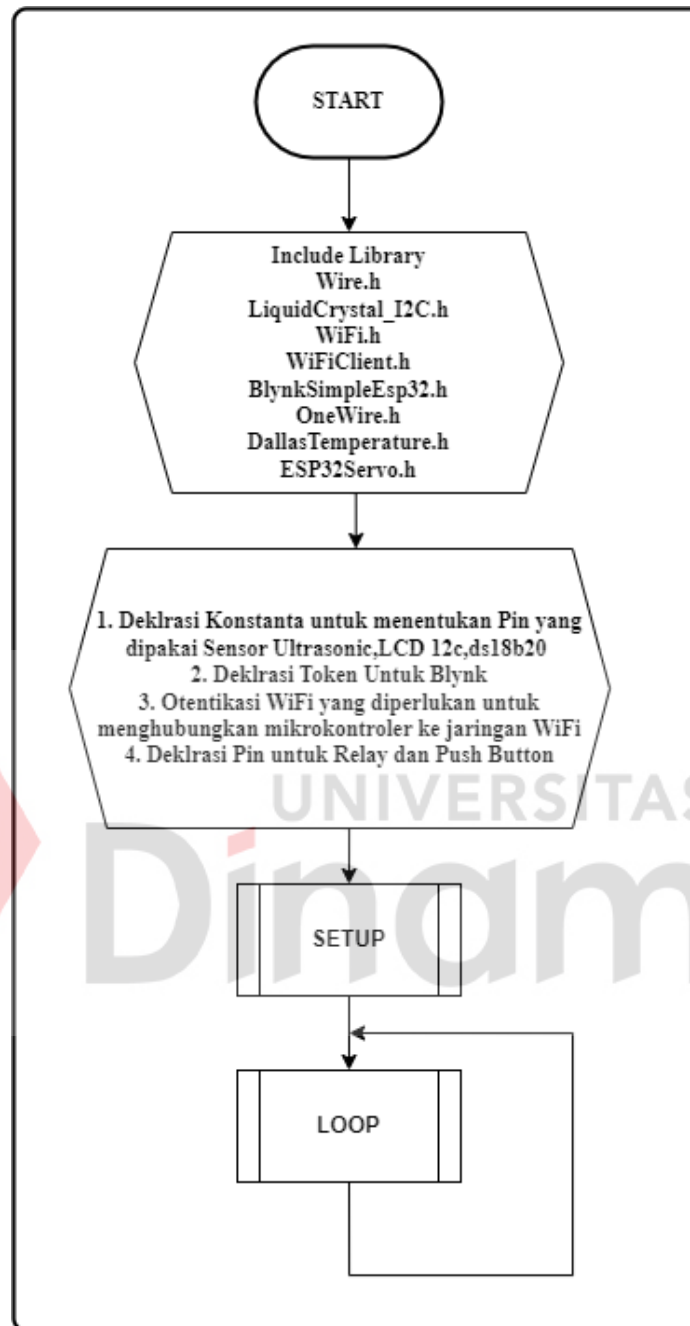 START
Include Library
Wire.h
LiquidCrystal_I2C.h
WiFi.h
WiFiClient.h
BlynkSimpleEsp32.h
OneWire.h
DallasTemperature.h
ESP32Servo.h
1. Deklrasi Konstanta untuk menentukan Pin yang
dipakai Sensor Ultrasonic,LCD 12c,ds18b20
2. Deklrasi Token Untuk Blynk
3. Otentikasi WiFi yang diperlukan untuk
menghubungkan mikrokontroler ke jaringan WiFi
4. Deklrasi Pin untuk Relay dan Push Button
UNIVERSITAS
Dinam
SETUP
LOOP